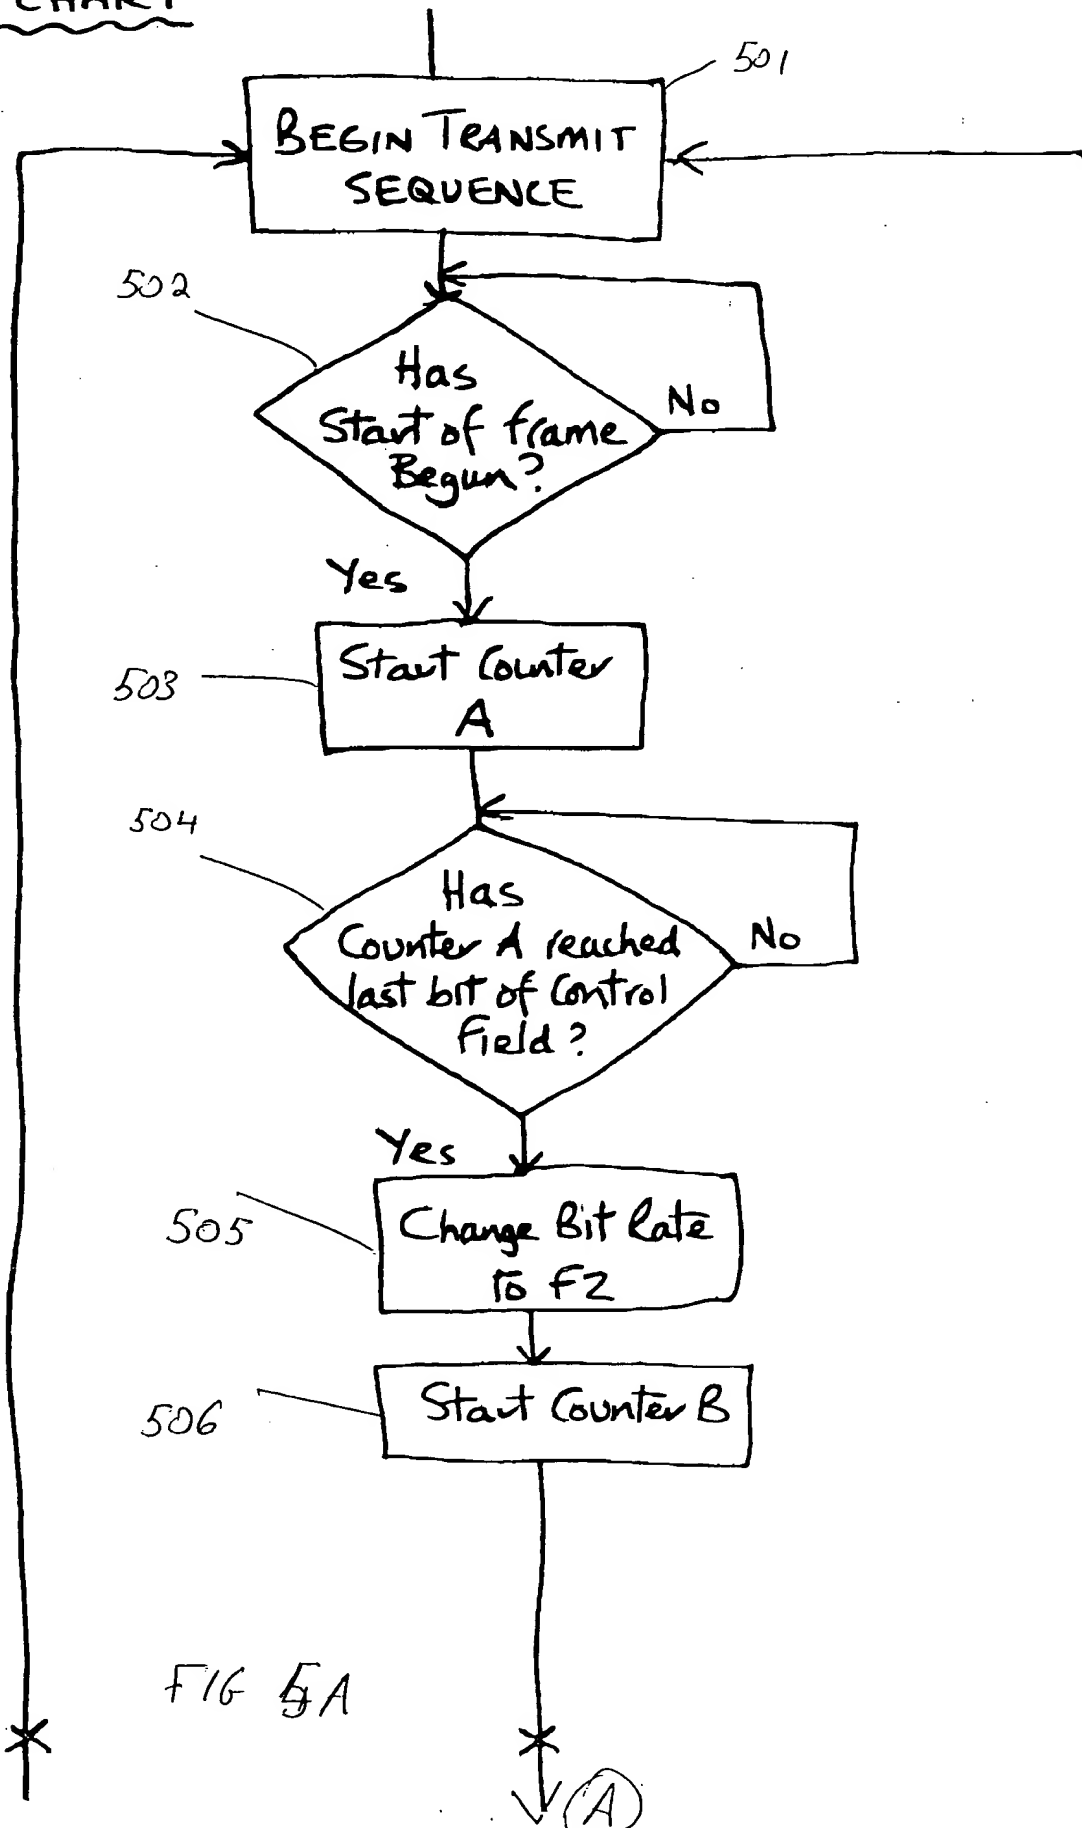 CHART
501
BEGIN TRANSMIT
SEQUENCE
502
Has
Start of frame
Begun?
No
Yes
503
Start Counter
A
504
Has
Counter A reached
last bit of Control
Field?
No
Yes
505
Change Bit Rate
To F2
506
Start Counter B
FIG 5A
(A)